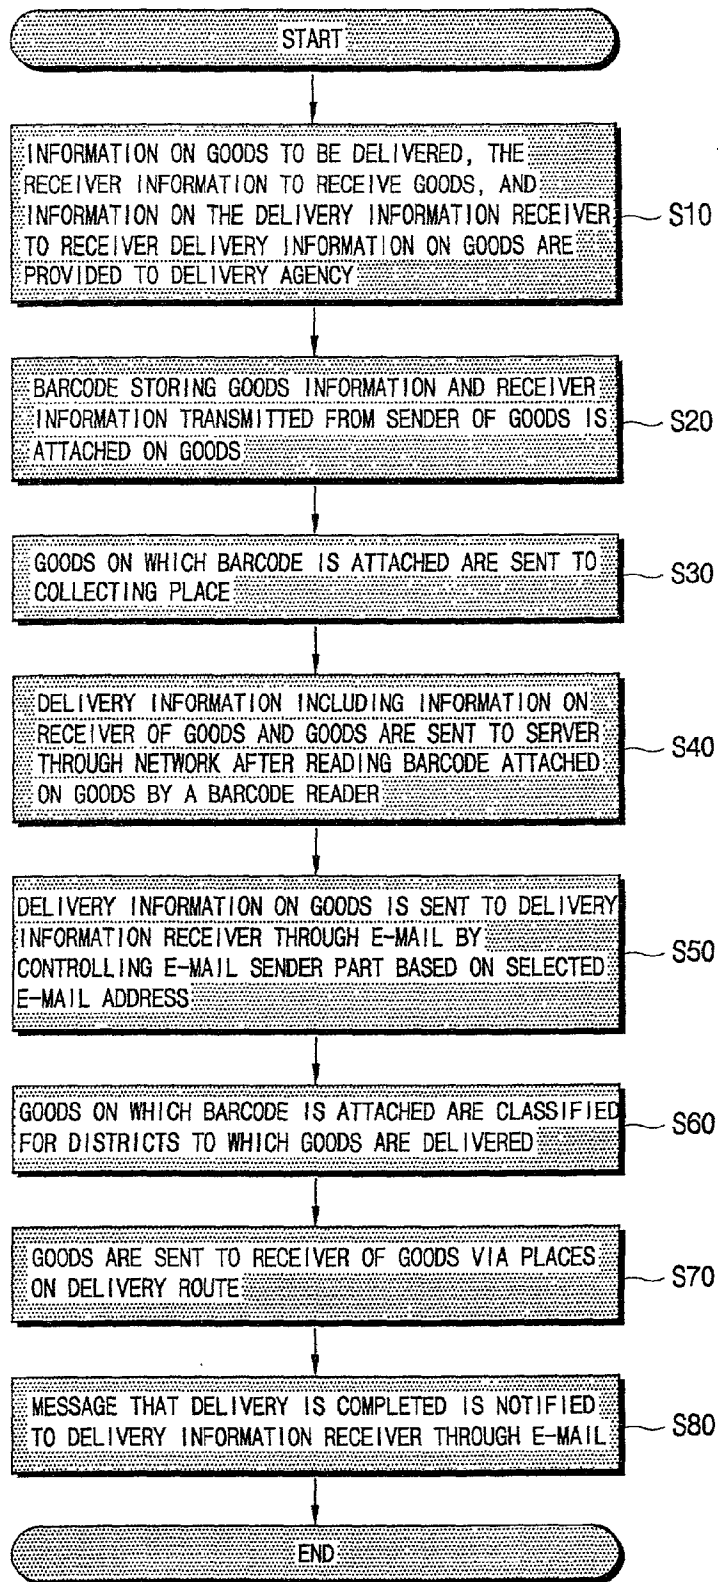 START
INFORMATION ON GOODS TO BE DELIVERED, THE
RECEIVER INFORMATION TO RECEIVE GOODS, AND
INFORMATION ON THE DELIVERY INFORMATION RECEIVER
TO RECEIVER DELIVERY INFORMATION ON GOODS ARE
PROVIDED TO DELIVERY AGENCY
S10
BARCODE STORING GOODS INFORMATION AND RECEIVER
INFORMATION TRANSMITTED FROM SENDER OF GOODS IS
ATTACHED ON GOODS
S20
GOODS ON WHICH BARCODE IS ATTACHED ARE SENT TO
COLLECTING PLACE
S30
DELIVERY INFORMATION INCLUDING INFORMATION ON
RECEIVER OF GOODS AND GOODS ARE SENT TO SERVER
THROUGH NETWORK AFTER READING BARCODE ATTACHED
ON GOODS BY A BARCODE READER
S40
DELIVERY INFORMATION ON GOODS IS SENT TO DELIVERY
INFORMATION RECEIVER THROUGH E-MAIL BY
CONTROLLING E-MAIL SENDER PART BASED ON SELECTED
E-MAIL ADDRESS
S50
GOODS ON WHICH BARCODE IS ATTACHED ARE CLASSIFIED
FOR DISTRICTS TO WHICH GOODS ARE DELIVERED
S60
GOODS ARE SENT TO RECEIVER OF GOODS VIA PLACES
ON DELIVERY ROUTE
S70
MESSAGE THAT DELIVERY IS COMPLETED IS NOTIFIED
TO DELIVERY INFORMATION RECEIVER THROUGH E-MAIL
S80
END